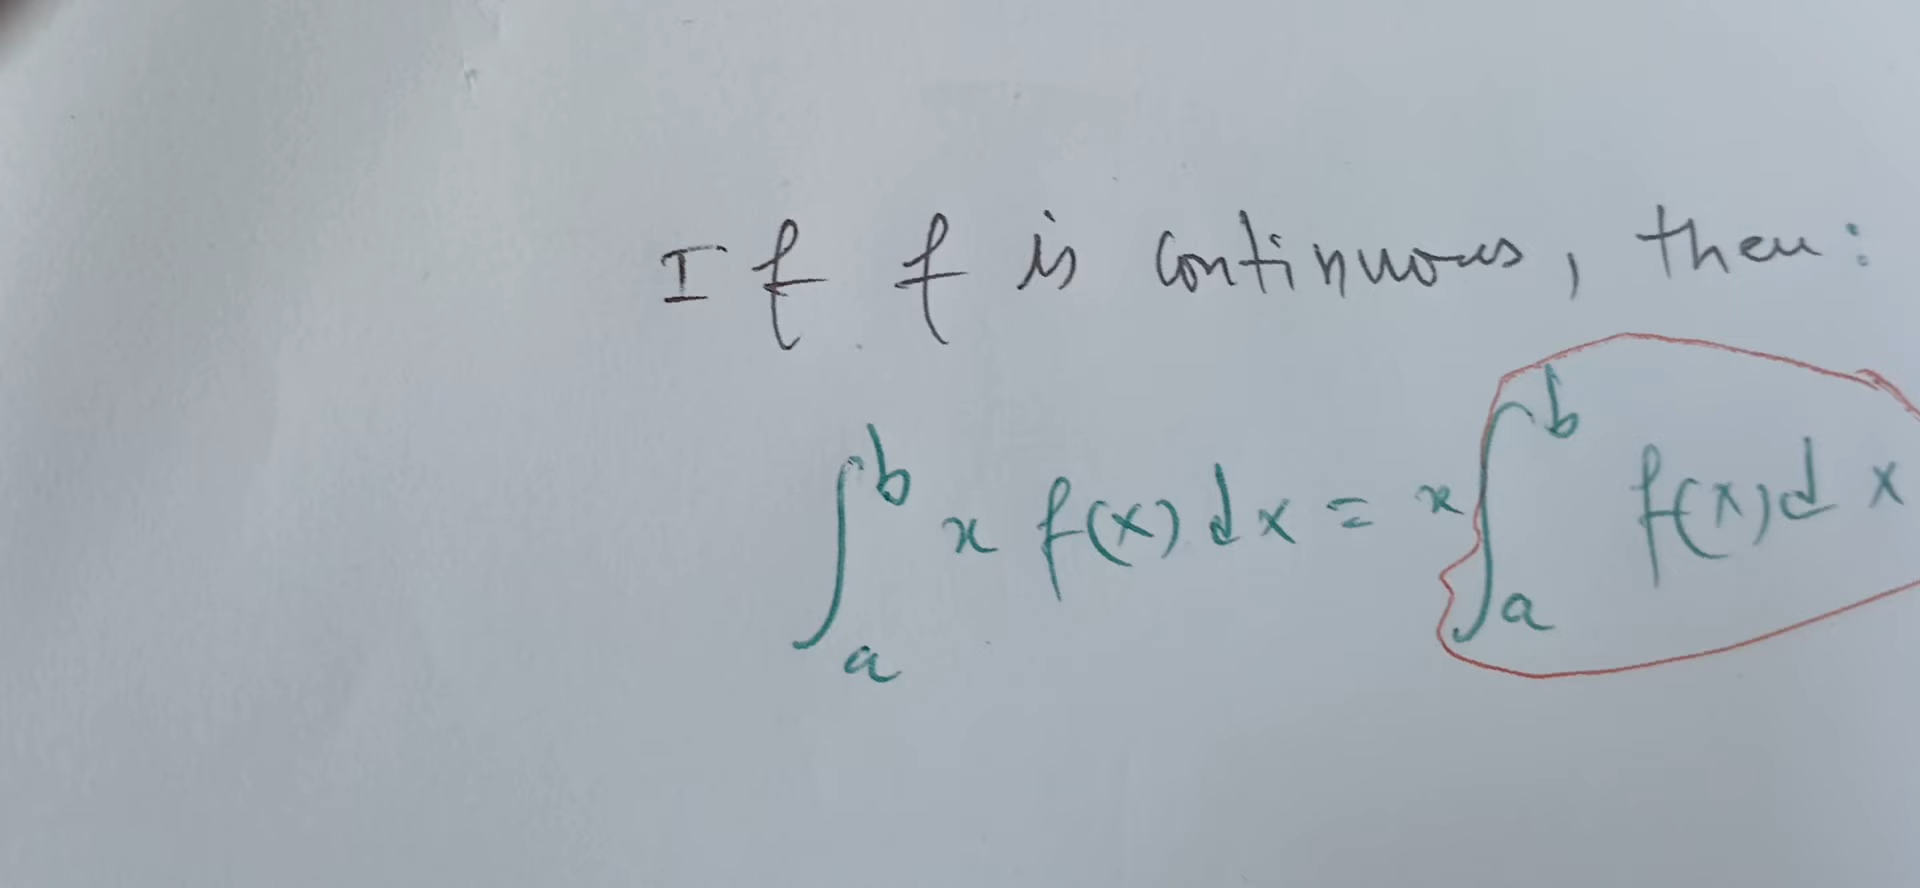 If f is continuous, then:
∫_a^b x f(x) dx = x ∫_a^b f(x) dx